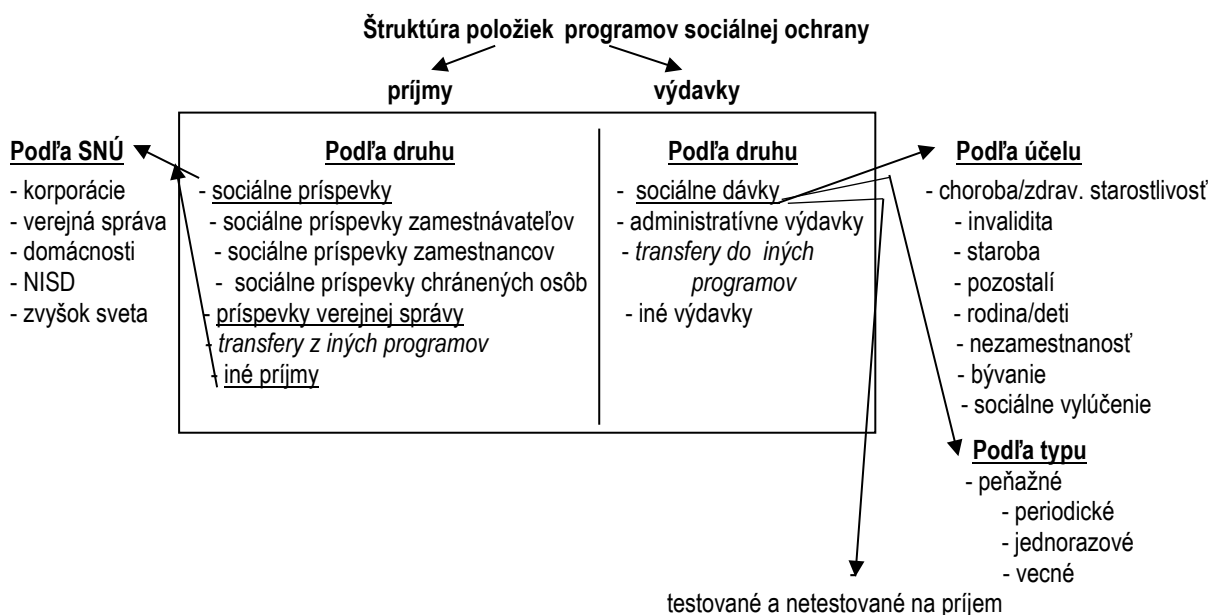 Štruktúra položiek programov sociálnej ochrany
príjmy
výdavky
Podľa SNÚ
- korporácie
- verejná správa
- domácnosti
- NISD
- zvyšok sveta
Podľa druhu
- sociálne príspevky
- sociálne príspevky zamestnávateľov
- sociálne príspevky zamestnancov
- sociálne príspevky chránených osôb
- príspevky verejnej správy
- transfery z iných programov
- iné príjmy
Podľa druhu
- sociálne dávky
- administratívne výdavky
- transfery do iných
programov
- iné výdavky
Podľa účelu
- choroba/zdrav. starostlivosť
- invalidita
- staroba
- pozostalí
- rodina/deti
- nezamestnanosť
- bývanie
- sociálne vylúčenie
Podľa typu
- peňažné
- periodické
- jednorazové
- vecné
-
testované a netestované na príjem